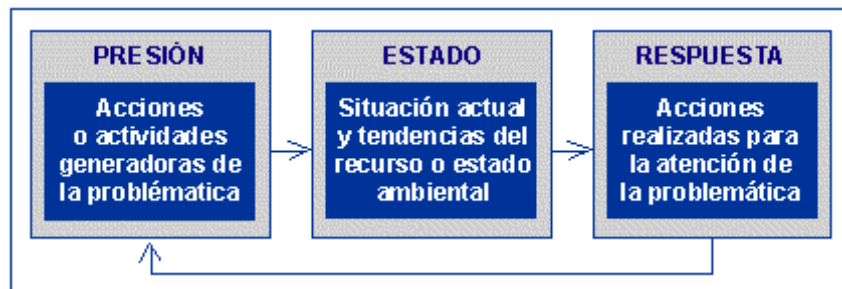 PRESIÓN
Acciones
o actividades
generadoras de
la problématica
ESTADO
Situación actual
y tendencias del
recurso o estado
ambiental
RESPUESTA
Acciones
realizadas para
la atención de
la problemática